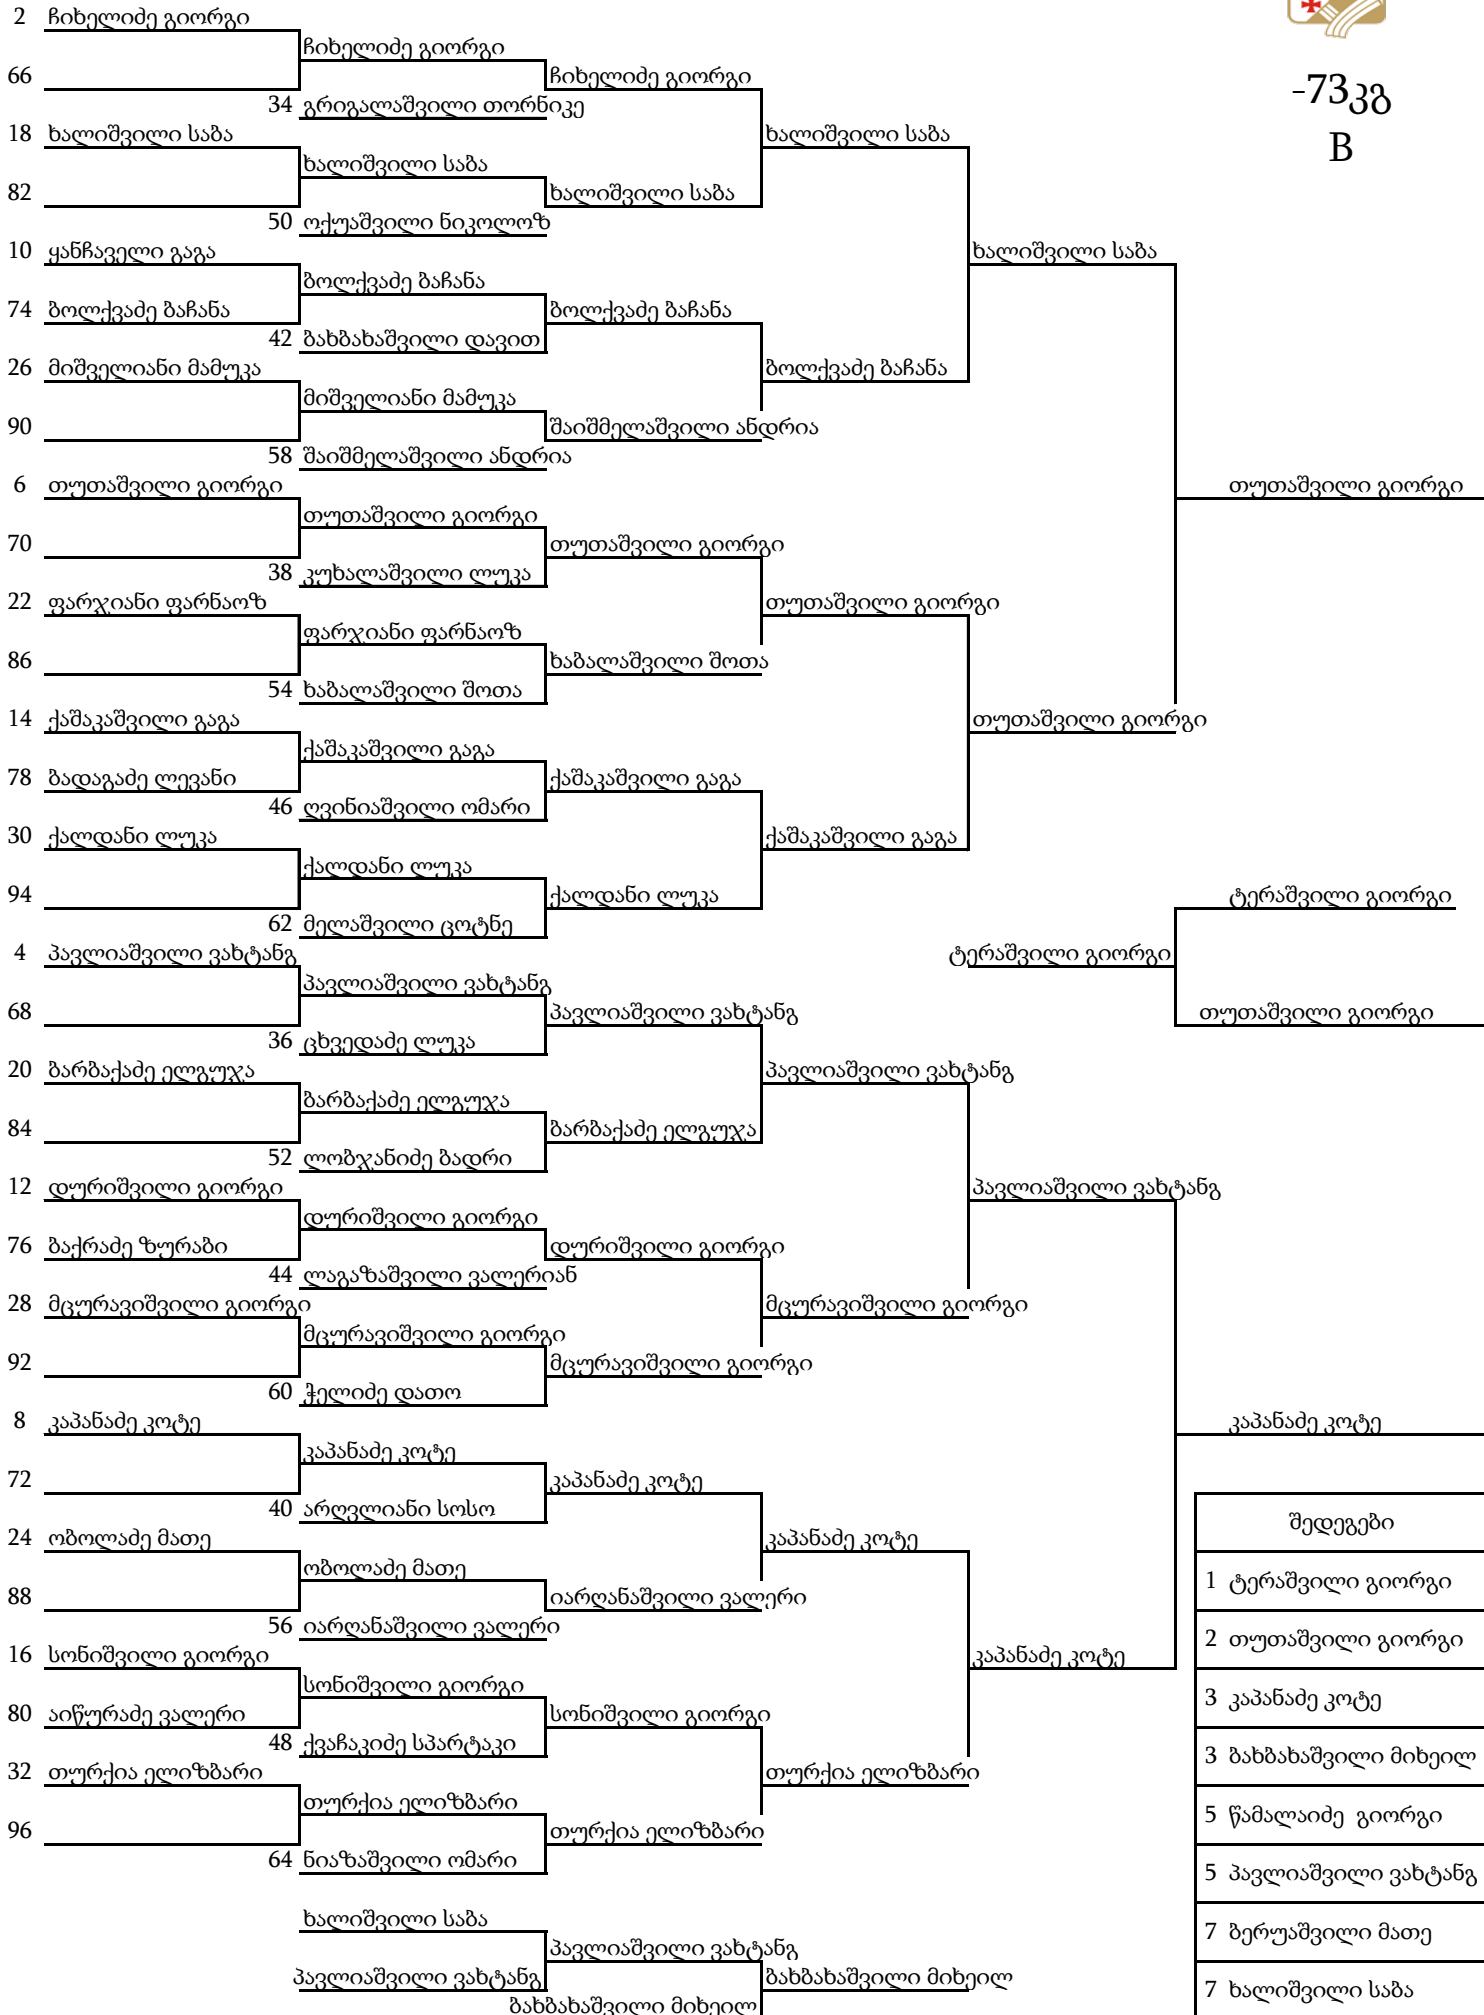 2 ჩიხელიძე გიორგი
ჩიხელიძე გიორგი
66
ჩიხელიძე გიორგი
-73კგ
34 გრიგალაშვილი თორნიკე
18 ხალიშვილი საბა
ხალიშვილი საბა
B
ხალიშვილი საბა
82
ხალიშვილი საბა
50 ოქუაშვილი ნიკოლოზ
10 ყანჩაველი გაგა
ხალიშვილი საბა
ბოლქვაძე ბაჩანა
74 ბოლქვაძე ბაჩანა
ბოლქვაძე ბაჩანა
42 ბახბახაშვილი დავით
26 მიშველიანი მამუკა
ბოლქვაძე ბაჩანა
მიშველიანი მამუკა
90
შაიშმელაშვილი ანდრია
58 შაიშმელაშვილი ანდრია
6 თუთაშვილი გიორგი
თუთაშვილი გიორგი
თუთაშვილი გიორგი
70
თუთაშვილი გიორგი
38 კუხალაშვილი ლუკა
22 ფარჯიანი ფარნაოზ
თუთაშვილი გიორგი
ფარჯიანი ფარნაოზ
86
ხაბალაშვილი შოთა
54 ხაბალაშვილი შოთა
14 ქაშაკაშვილი გაგა
თუთაშვილი გიორგი
ქაშაკაშვილი გაგა
78 ბადაგაძე ლევანი
ქაშაკაშვილი გაგა
46 ღვინიაშვილი ომარი
30 ქალდანი ლუკა
ქაშაკაშვილი გაგა
ქალდანი ლუკა
94
ქალდანი ლუკა
ტერაშვილი გიორგი
62 მელაშვილი ცოტნე
4 პავლიაშვილი ვახტანგ
ტერაშვილი გიორგი
პავლიაშვილი ვახტანგ
68
პავლიაშვილი ვახტანგ
თუთაშვილი გიორგი
36 ცხვედაძე ლუკა
20 ბარბაქაძე ელგუჯა
პავლიაშვილი ვახტანგ
ბარბაქაძე ელგუჯა
84
ბარბაქაძე ელგუჯა
52 ლობჯანიძე ბადრი
12 დურიშვილი გიორგი
პავლიაშვილი ვახტანგ
დურიშვილი გიორგი
76 ბაქრაძე ზურაბი
დურიშვილი გიორგი
44 ლაგაზაშვილი ვალერიან
28 მცურავიშვილი გიორგი
მცურავიშვილი გიორგი
მცურავიშვილი გიორგი
92
მცურავიშვილი გიორგი
60 ჭელიძე დათო
8 კაპანაძე კოტე
კაპანაძე კოტე
კაპანაძე კოტე
72
კაპანაძე კოტე
40 არღვლიანი სოსო
შედეგები
24 ობოლაძე მათე
კაპანაძე კოტე
ობოლაძე მათე
1 ტერაშვილი გიორგი
88
იარღანაშვილი ვალერი
56 იარღანაშვილი ვალერი
2 თუთაშვილი გიორგი
16 სონიშვილი გიორგი
კაპანაძე კოტე
სონიშვილი გიორგი
3 კაპანაძე კოტე
80 აიწურაძე ვალერი
სონიშვილი გიორგი
48 ქვაჩაკიძე სპარტაკი
3 ბახბახაშვილი მიხეილ
32 თურქია ელიზბარი
თურქია ელიზბარი
თურქია ელიზბარი
5 წამალაიძე გიორგი
96
თურქია ელიზბარი
64 ნიაზაშვილი ომარი
5 პავლიაშვილი ვახტანგ
ხალიშვილი საბა
7 ბერუაშვილი მათე
პავლიაშვილი ვახტანგ
პავლიაშვილი ვახტანგ
ბახბახაშვილი მიხეილ
7 ხალიშვილი საბა
ბახბახაშვილი მიხეილ